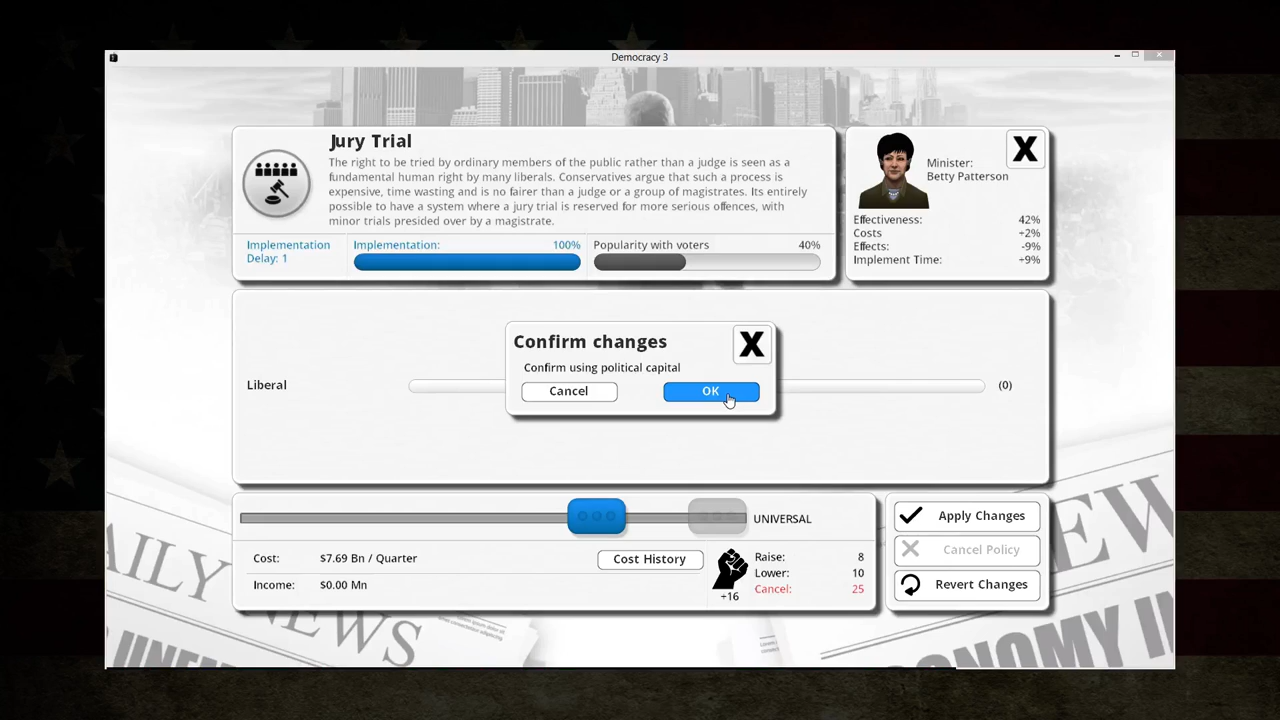 Democracy 3
Jury Trial
The right to be tried by ordinary members of the public rather than a judge is seen as a
fundamental human right by many liberals. Conservatives argue that such a process is
expensive, time wasting and is no fairer than a judge or a group of magistrates. Its entirely
possible to have a system where a jury trial is reserved for more serious offences, with
minor trials presided over by a magistrate.
Implementation
Delay: 1
Implementation: 100%
Popularity with voters 40%
X
Minister:
Betty Patterson
Effectiveness: 42%
Costs +2%
Effects: -9%
Implement Time: +9%
Confirm changes
X
Confirm using political capital
Cancel OK
Liberal (0)
UNIVERSAL
Cost: $7.69 Bn / Quarter
Income: $0.00 Mn
Cost History
+16
Raise: 8
Lower: 10
Cancel: 25
Apply Changes
Cancel Policy
Revert Changes
AILY NEWS